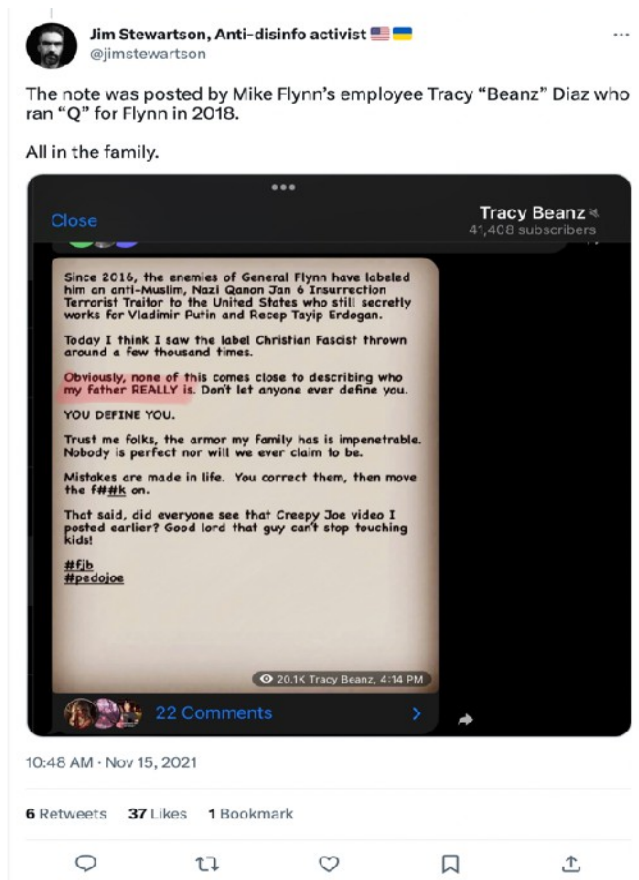 Jim Stewartson, Anti-disinfo activist 🇺🇸 🇺🇦
@jimstewartson
The note was posted by Mike Flynn's employee Tracy “Beanz” Diaz who
ran “Q” for Flynn in 2018.
All in the family.
Close
Tracy Beanz
41,408 subscribers
Since 2016, the enemies of General Flynn have labeled
him an anti-Muslim, Nazi Qanon Jan 6 Insurrection
Terrorist Traitor to the United States who still secretly
works for Vladimir Putin and Recep Tayip Erdogan.
Today I think I saw the label Christian Fascist thrown
around a few thousand times.
Obviously, none of this comes close to describing who
my father REALLY is. Don't let anyone ever define you.
YOU DEFINE YOU.
Trust me folks, the armor my family has is impenetrable.
Nobody is perfect nor will we ever claim to be.
Mistakes are made in life. You correct them, then move
the f##k on.
That said, did everyone see that Creepy Joe video I
posted earlier? Good lord that guy can't stop touching
kids!
#fjb
#pedojoe
20.1K Tracy Beanz, 4:14 PM
22 Comments
10:48 AM · Nov 15, 2021
6 Retweets 37 Likes 1 Bookmark